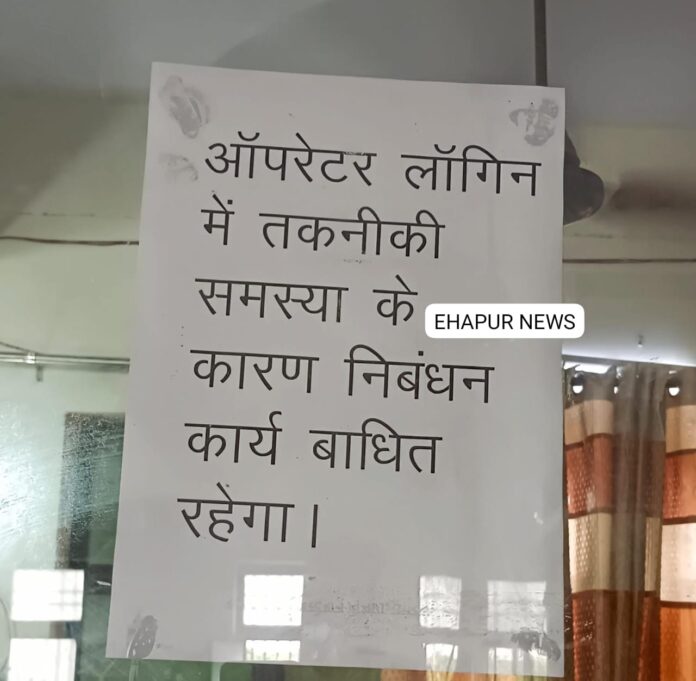 ऑपरेटर लॉगिन
में तकनीकी
समस्या के
EHAPUR NEWS
कारण निबंधन
कार्य बाधित
रहेगा।